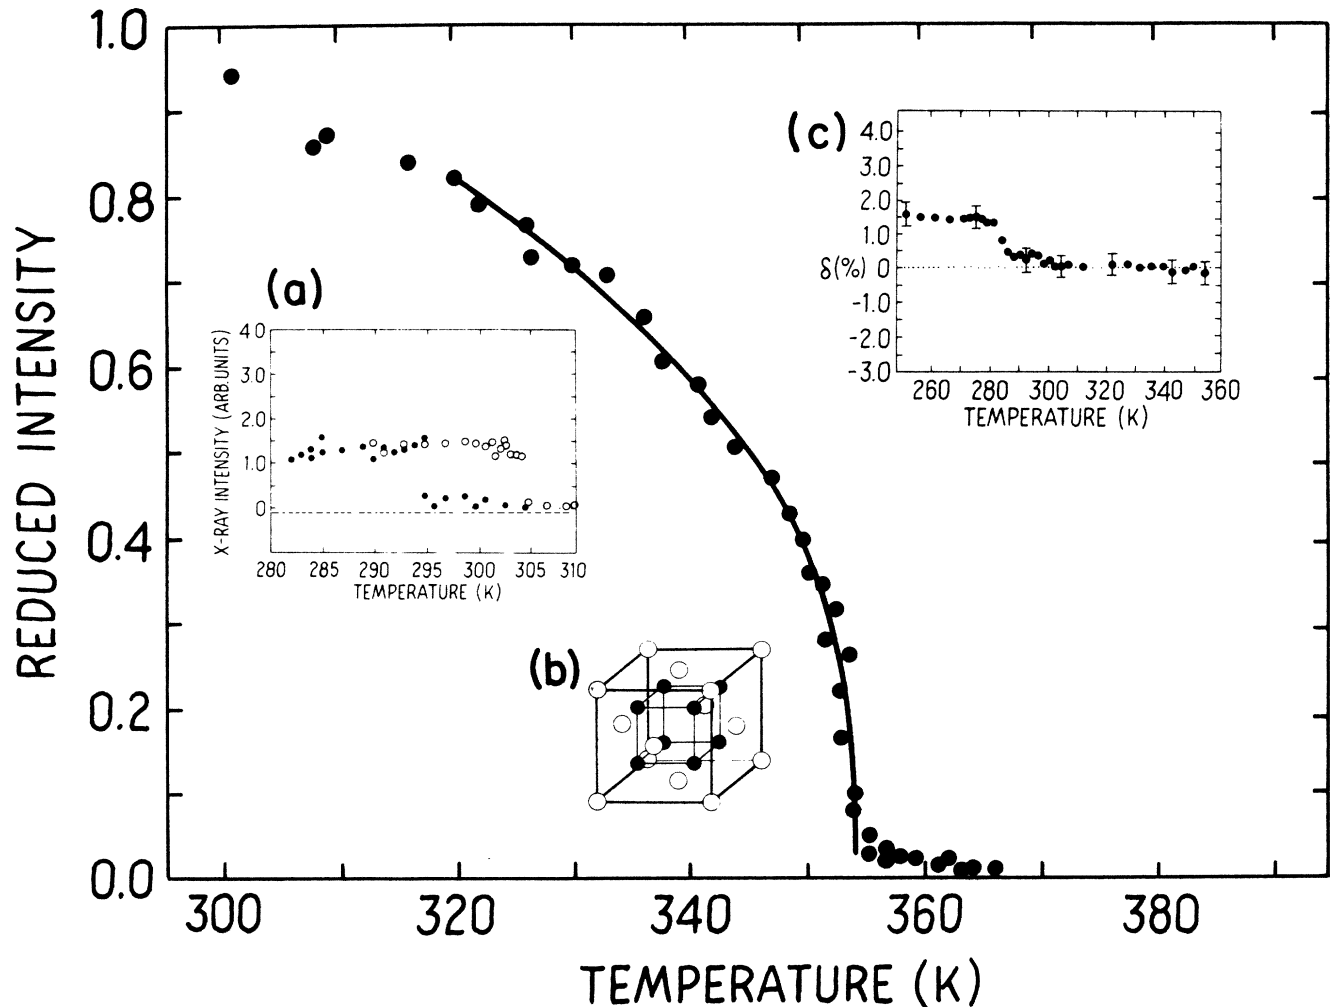 REDUCED INTENSITY
1.0
0.8
0.6
0.4
0.2
0.0
300 320 340 360 380
TEMPERATURE (K)
(a)
X-RAY INTENSITY (ARB.UNITS)
4.0
3.0
2.0
1.0
0
280 285 290 295 300 305 310
TEMPERATURE (K)
(b)
(c)
δ(%)
4.0
3.0
2.0
1.0
0
-1.0
-2.0
-3.0
260 280 300 320 340 360
TEMPERATURE (K)